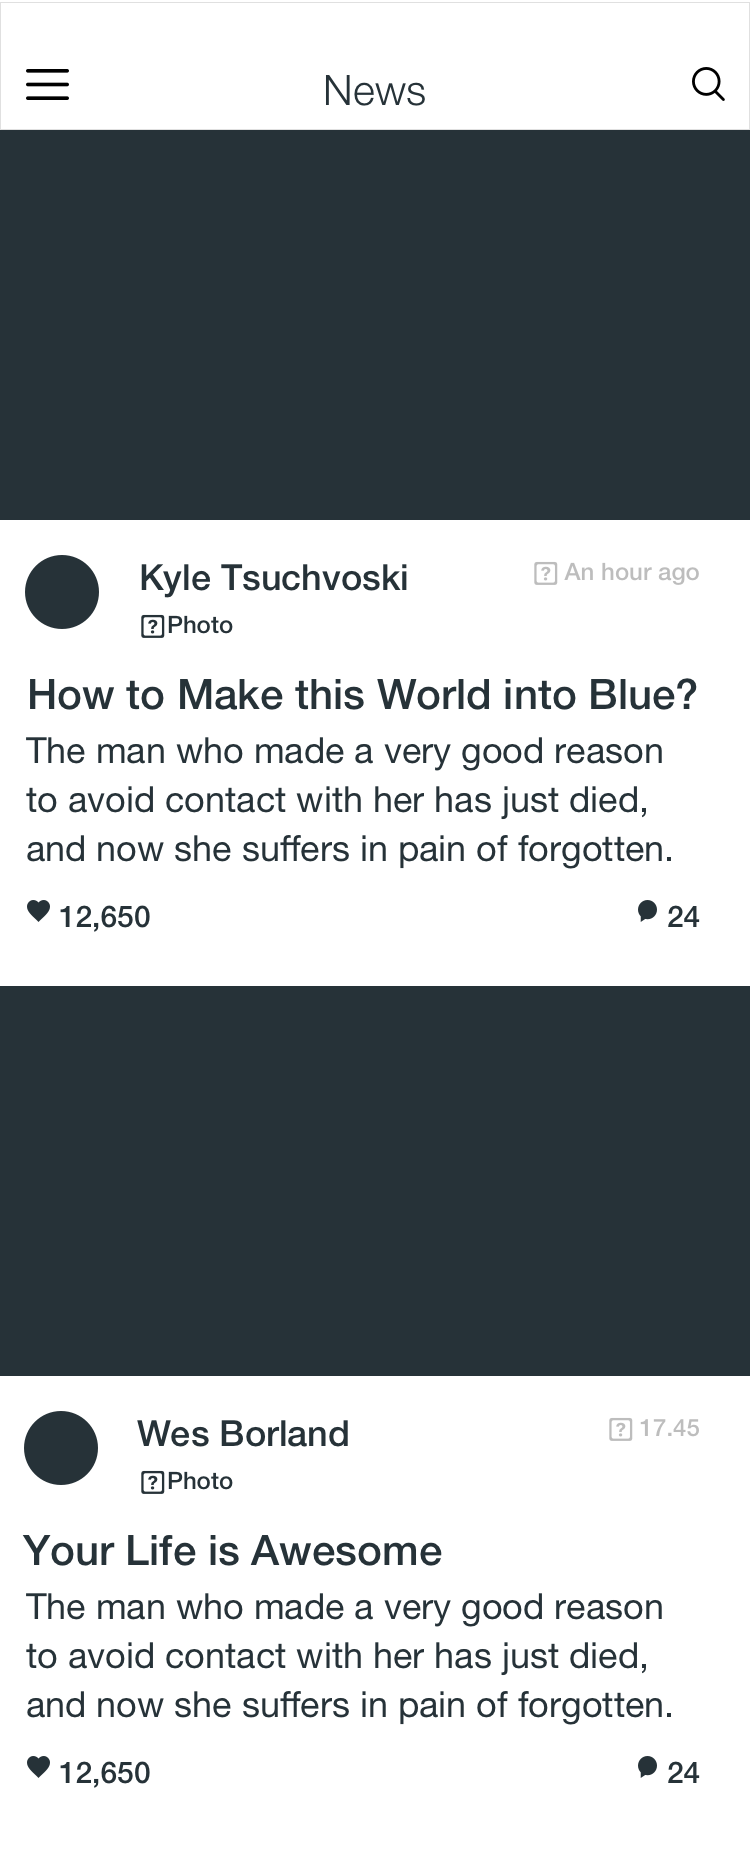 News
Kyle Tsuchvoski
An hour ago
Photo
How to Make this World into Blue?
The man who made a very good reason
to avoid contact with her has just died,
and now she suffers in pain of forgotten.
12,650
24
Wes Borland
17.45
Photo
Your Life is Awesome
The man who made a very good reason
to avoid contact with her has just died,
and now she suffers in pain of forgotten.
12,650
24